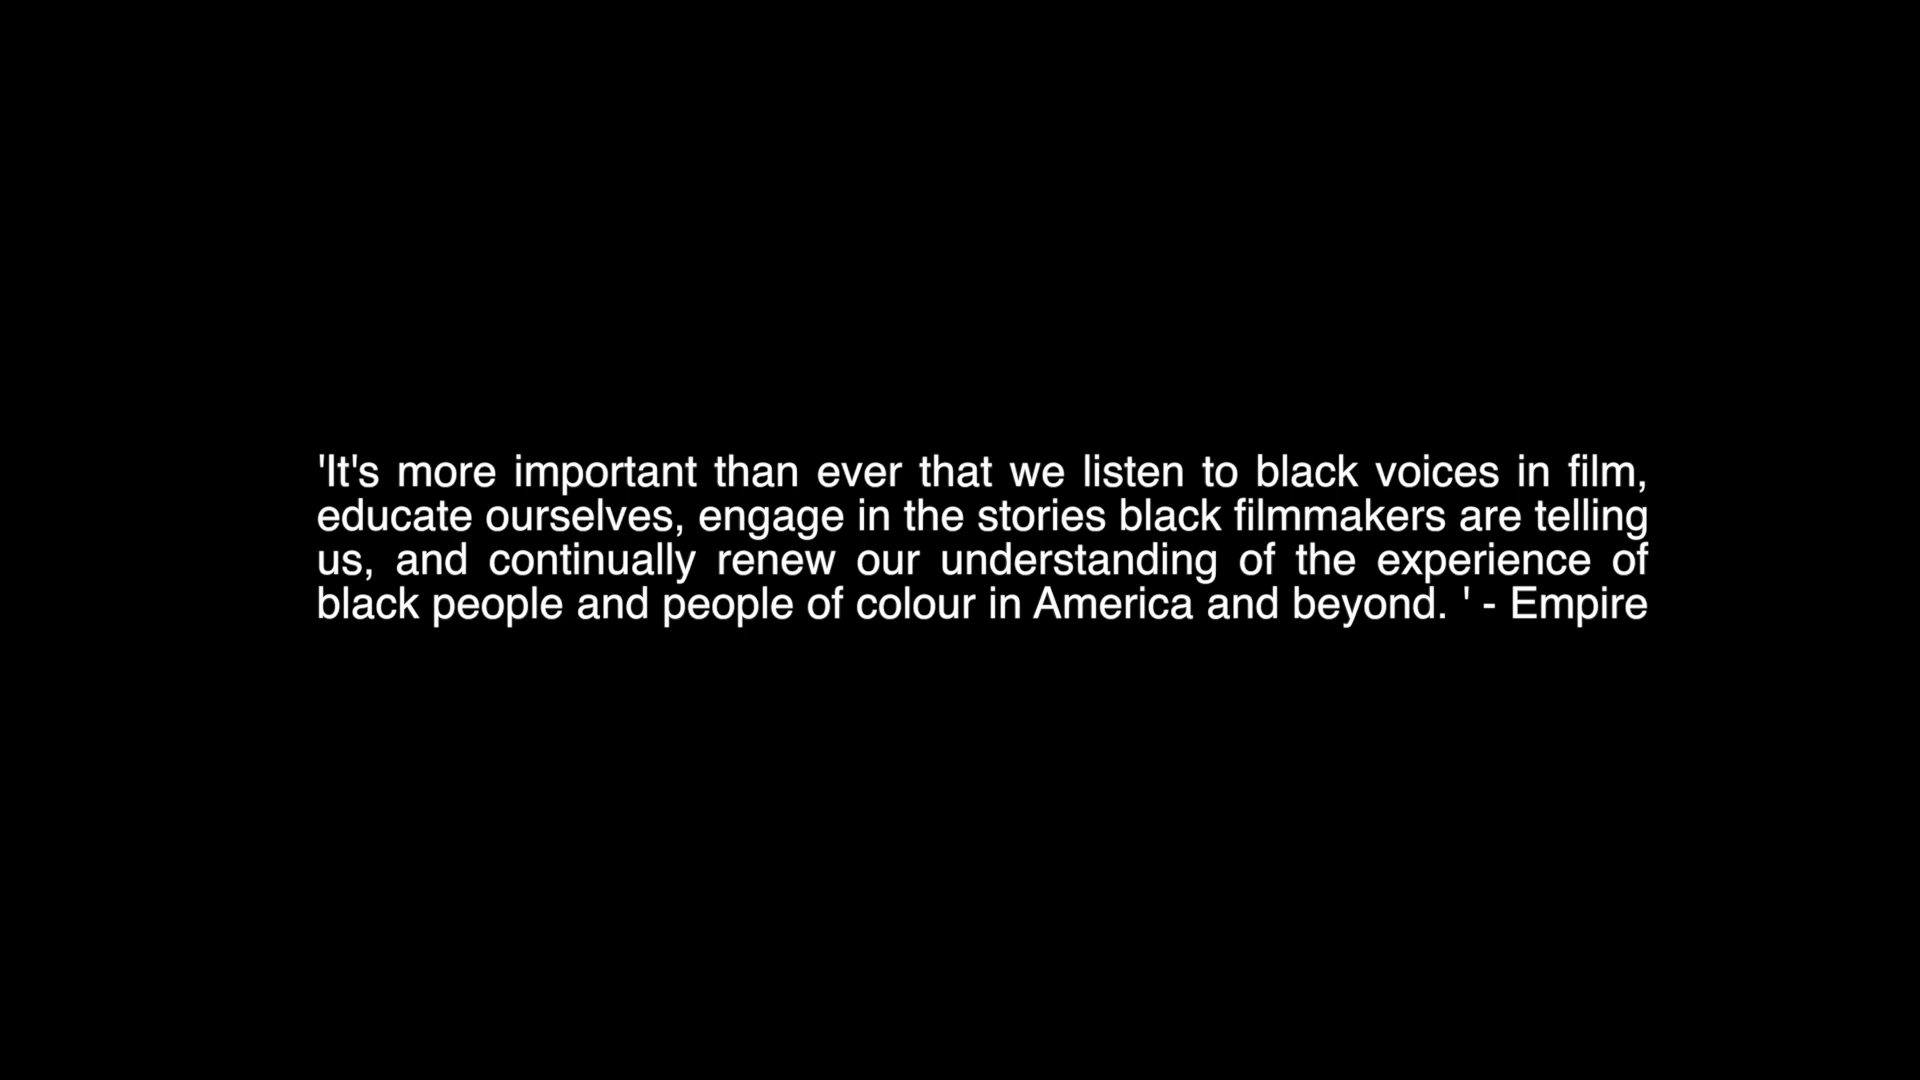 'It's more important than ever that we listen to black voices in film,
educate ourselves, engage in the stories black filmmakers are telling
us, and continually renew our understanding of the experience of
black people and people of colour in America and beyond. ' - Empire